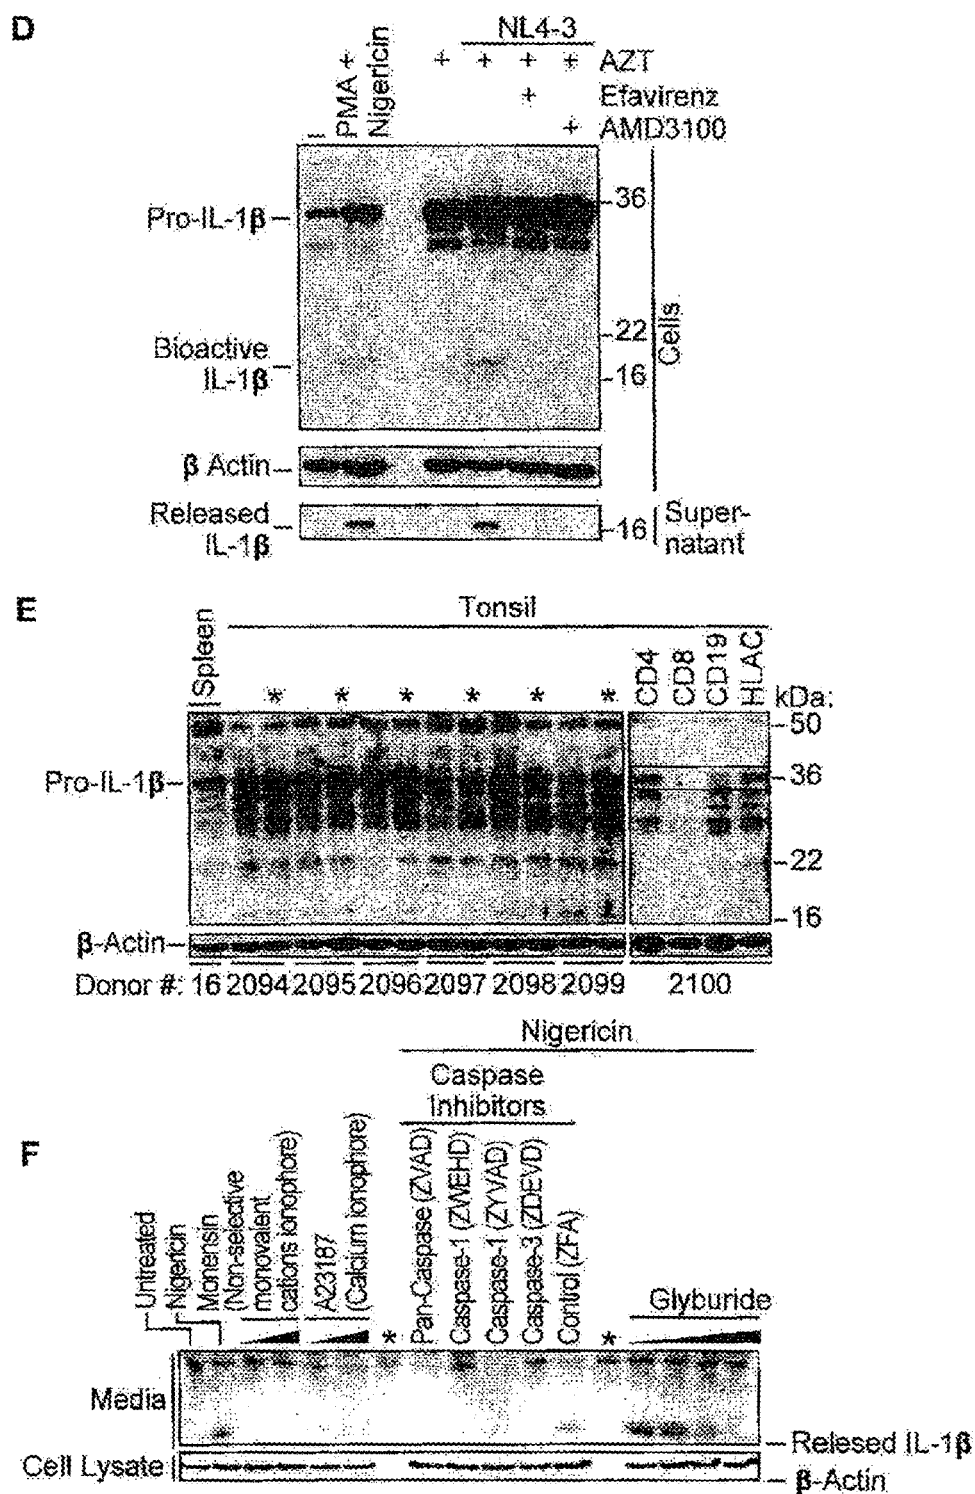 D
NL4-3
PMA +
Nigericin
–
+ + + + AZT
+ Efavirenz
+ AMD3100
Pro-IL-1β
36
22
Bioactive
IL-1β
16
Cells
β Actin
Released
IL-1β
16
Super-
natant
E
Tonsil
Spleen
* * * * * *
CD4
CD8
CD19
HLAC
kDa:
50
Pro-IL-1β
36
22
16
β-Actin
Donor #: 16 2094 2095 2096 2097 2098 2099 2100
Nigericin
Caspase
Inhibitors
F
Untreated
Nigericin
Monensin
(Non-selective
monovalent
cations ionophore)
A23187
(Calcium ionophore)
*
Pan-Caspase (ZVAD)
Caspase-1 (ZWEHD)
Caspase-1 (ZYVAD)
Caspase-3 (ZDEVD)
Control (ZFA)
*
Glyburide
Media
Relesed IL-1β
Cell Lysate
β-Actin